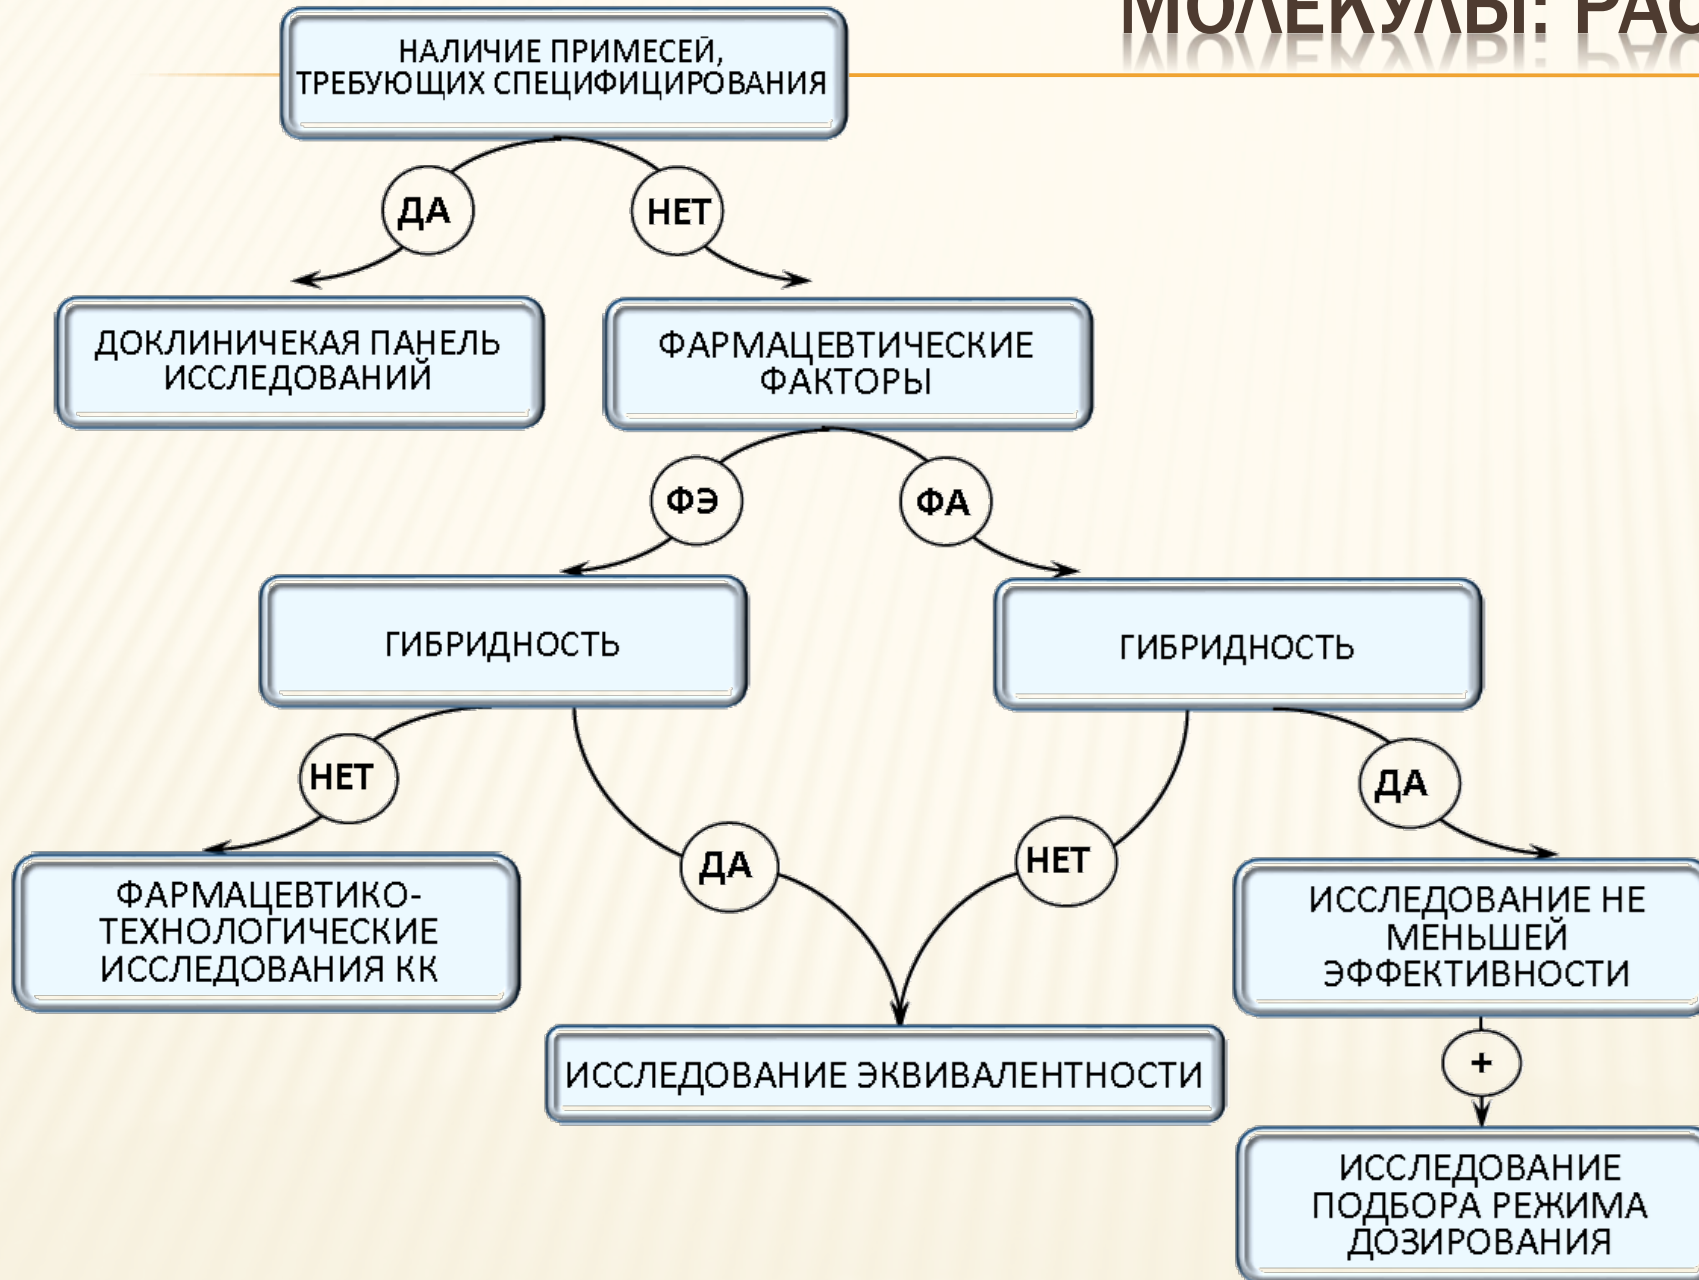 МОЛЕКУЛЫ: РАС
НАЛИЧИЕ ПРИМЕСЕЙ,
ТРЕБУЮЩИХ СПЕЦИФИЦИРОВАНИЯ
ДА
НЕТ
ДОКЛИНИЧЕКАЯ ПАНЕЛЬ
ИССЛЕДОВАНИЙ
ФАРМАЦЕВТИЧЕСКИЕ
ФАКТОРЫ
ФЭ
ФА
ГИБРИДНОСТЬ
ГИБРИДНОСТЬ
НЕТ
ДА
НЕТ
ДА
ФАРМАЦЕВТИКО-
ТЕХНОЛОГИЧЕСКИЕ
ИССЛЕДОВАНИЯ КК
ИССЛЕДОВАНИЕ НЕ
МЕНЬШЕЙ
ЭФФЕКТИВНОСТИ
ИССЛЕДОВАНИЕ ЭКВИВАЛЕНТНОСТИ
+
ИССЛЕДОВАНИЕ
ПОДБОРА РЕЖИМА
ДОЗИРОВАНИЯ